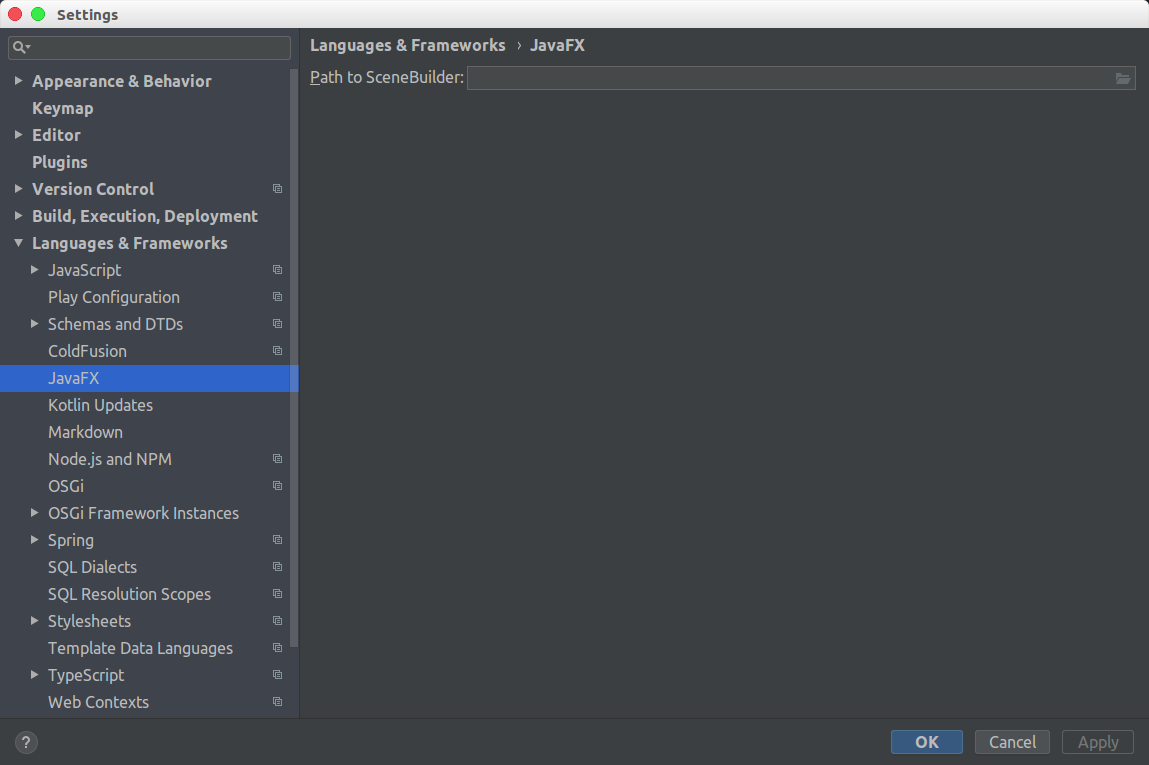 Settings
Languages & Frameworks › JavaFX
Path to SceneBuilder:
Appearance & Behavior
Keymap
Editor
Plugins
Version Control
Build, Execution, Deployment
Languages & Frameworks
JavaScript
Play Configuration
Schemas and DTDs
ColdFusion
JavaFX
Kotlin Updates
Markdown
Node.js and NPM
OSGi
OSGi Framework Instances
Spring
SQL Dialects
SQL Resolution Scopes
Stylesheets
Template Data Languages
TypeScript
Web Contexts
?
OK
Cancel
Apply